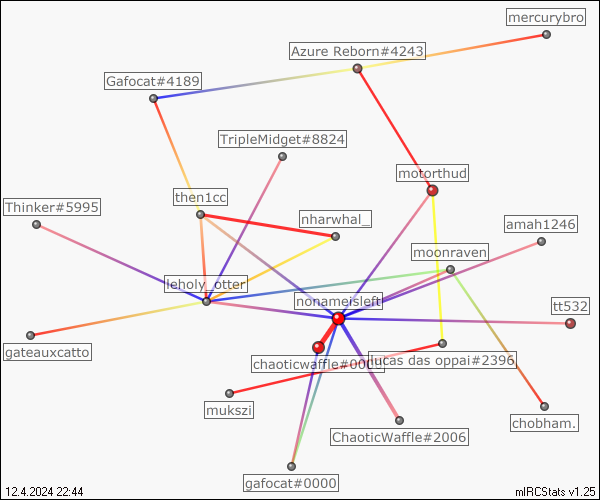 mercurybro
Azure Reborn#4243
Gafocat#4189
TripleMidget#8824
motorthud
then1cc
Thinker#5995
nharwhal_
amah1246
moonraven
leholy_otter
nonameisleft
tt532
gateauxcatto
chaoticwaffle#00
lucas das oppai#2396
mukszi
chobham.
ChaoticWaffle#2006
gafocat#0000
12.4.2024 22:44
mIRCStats v1.25